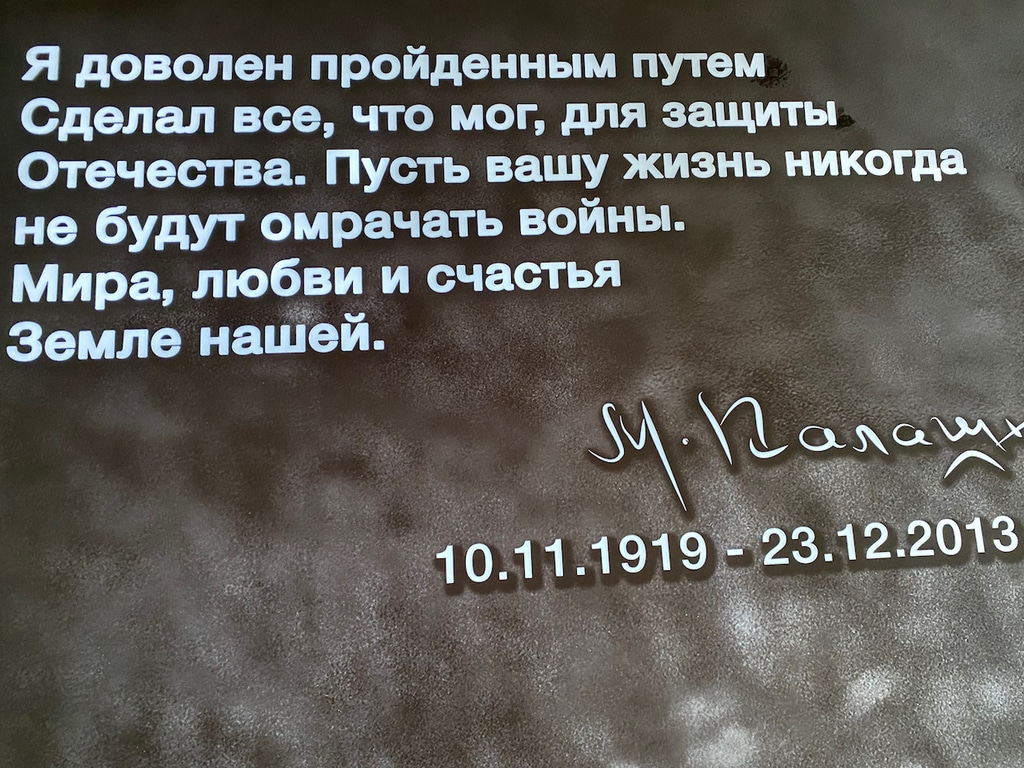 Я доволен пройденным путем
Сделал все, что мог, для защиты
Отечества. Пусть вашу жизнь никогда
не будут омрачать войны.
Мира, любви и счастья
Земле нашей.
М.
10.11.1919 - 23.12.2013